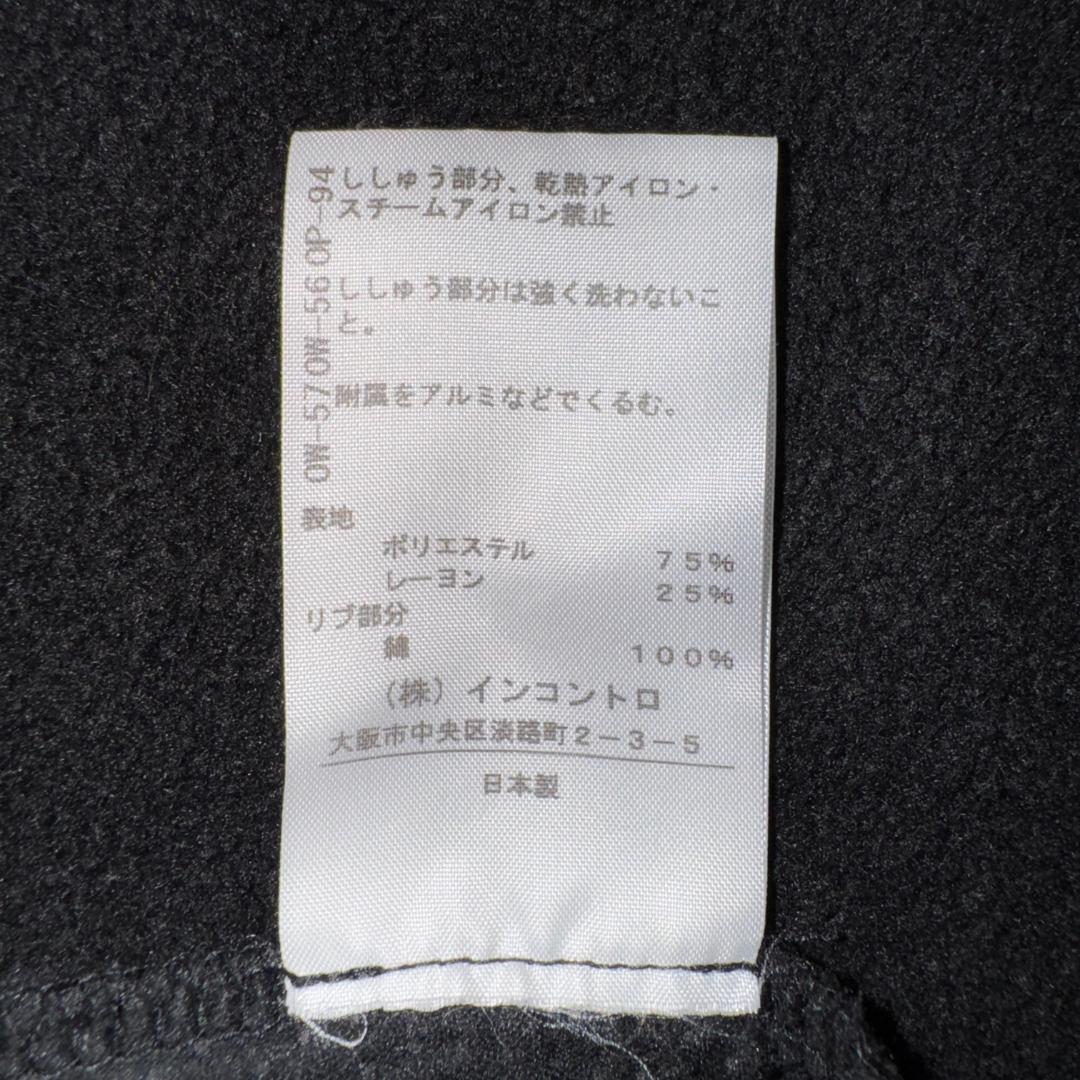 ししゅう部分、乾熱アイロン・
スチームアイロン禁止
ししゅう部分は強く洗わないこ
と。
附属をアルミなどでくるむ。
OW-570W-560P-94
表地
ポリエステル 75%
レーヨン 25%
リブ部分
綿 100%
(株)インコントロ
大阪市中央区淡路町2-3-5
日本製